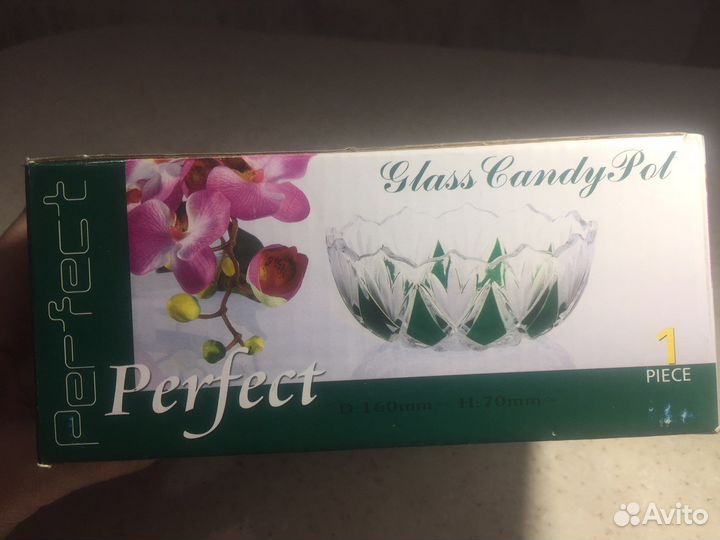 Glass Candy Pot
perfect
Perfect
D:160mm H:70mm
1
PIECE
Avito